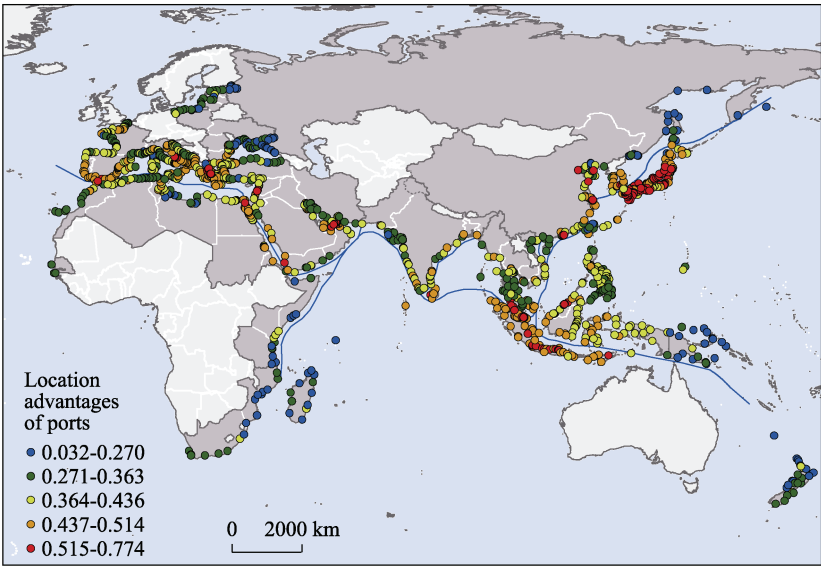 Location
advantages
of ports
0.032-0.270
0.271-0.363
0.364-0.436
0.437-0.514
0.515-0.774
0 2000 km